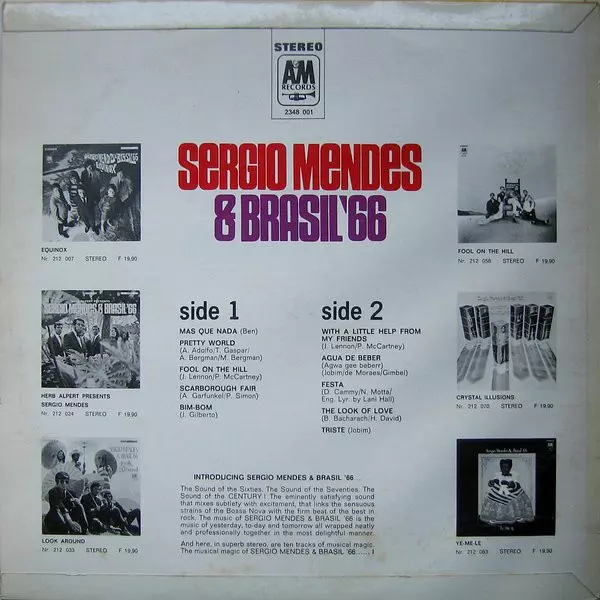 STEREO
A&M
RECORDS
2348 001
SERGIO MENDES
& BRASIL '66
EQUINOX
Nr. 212 007 STEREO F 19,90
HERB ALPERT PRESENTS
SERGIO MENDES
Nr. 212 024 STEREO F 19,90
LOOK AROUND
Nr. 212 033 STEREO F 19,90
side 1
MAS QUE NADA (Ben)
PRETTY WORLD
(A. Adolfo/T. Gaspar/
A. Bergman/M. Bergman)
FOOL ON THE HILL
(J. Lennon/P. McCartney)
SCARBOROUGH FAIR
(A. Garfunkel/P. Simon)
BIM-BOM
(J. Gilberto)
side 2
WITH A LITTLE HELP FROM
MY FRIENDS
(J. Lennon/P. McCartney)
AGUA DE BEBER
(Agwa gee beberr)
(Jobim/de Moraes/Gimbel)
FESTA
(D. Cammy/N. Motta/
Eng. Lyr. by Lani Hall)
THE LOOK OF LOVE
(B. Bacharach/H. David)
TRISTE (Jobim)
FOOL ON THE HILL
Nr. 212 058 STEREO F 19,90
CRYSTAL ILLUSIONS
Nr. 212 070 STEREO F 19,90
Sergio Mendes & Brasil '66
YE-ME-LE
Nr. 212 083 STEREO F 19,90
INTRODUCING SERGIO MENDES & BRASIL '66...
The Sound of the Sixties. The Sound of the Seventies. The
Sound of the CENTURY! The eminently satisfying sound
that mixes subtlety with excitement, that links the sensuous
strains of the Bossa Nova with the firm beat of the best in
rock. The music of SERGIO MENDES & BRASIL '66 is the
music of yesterday, to-day and tomorrow all wrapped neatly
and professionally together in the most delightful manner.
And here, in superb stereo, are ten tracks of musical magic.
The musical magic of SERGIO MENDES & BRASIL '66...... !